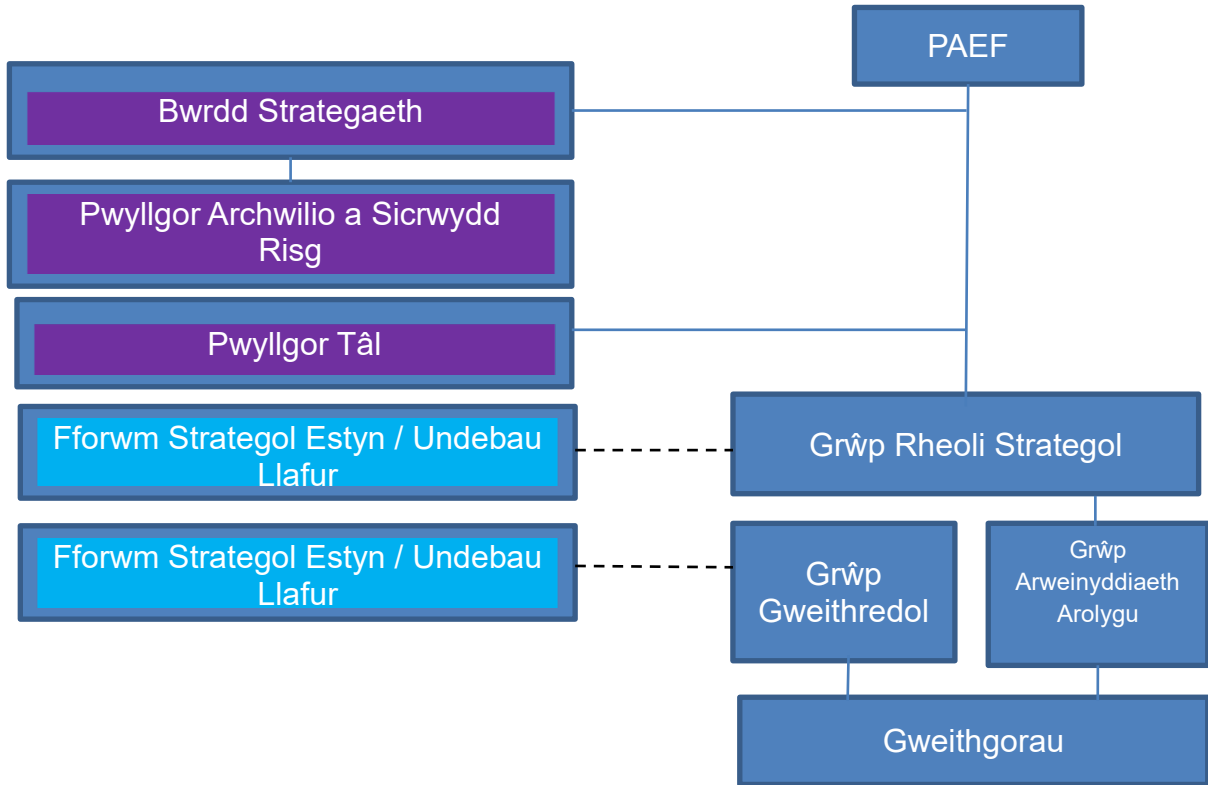 PAEF
Bwrdd Strategaeth
Pwyllgor Archwilio a Sicrwydd
Risg
Pwyllgor Tâl
Fforwm Strategol Estyn / Undebau
Llafur
Grŵp Rheoli Strategol
Fforwm Strategol Estyn / Undebau
Llafur
Grŵp
Gweithredol
Grŵp
Arweinyddiaeth
Arolygu
Gweithgorau